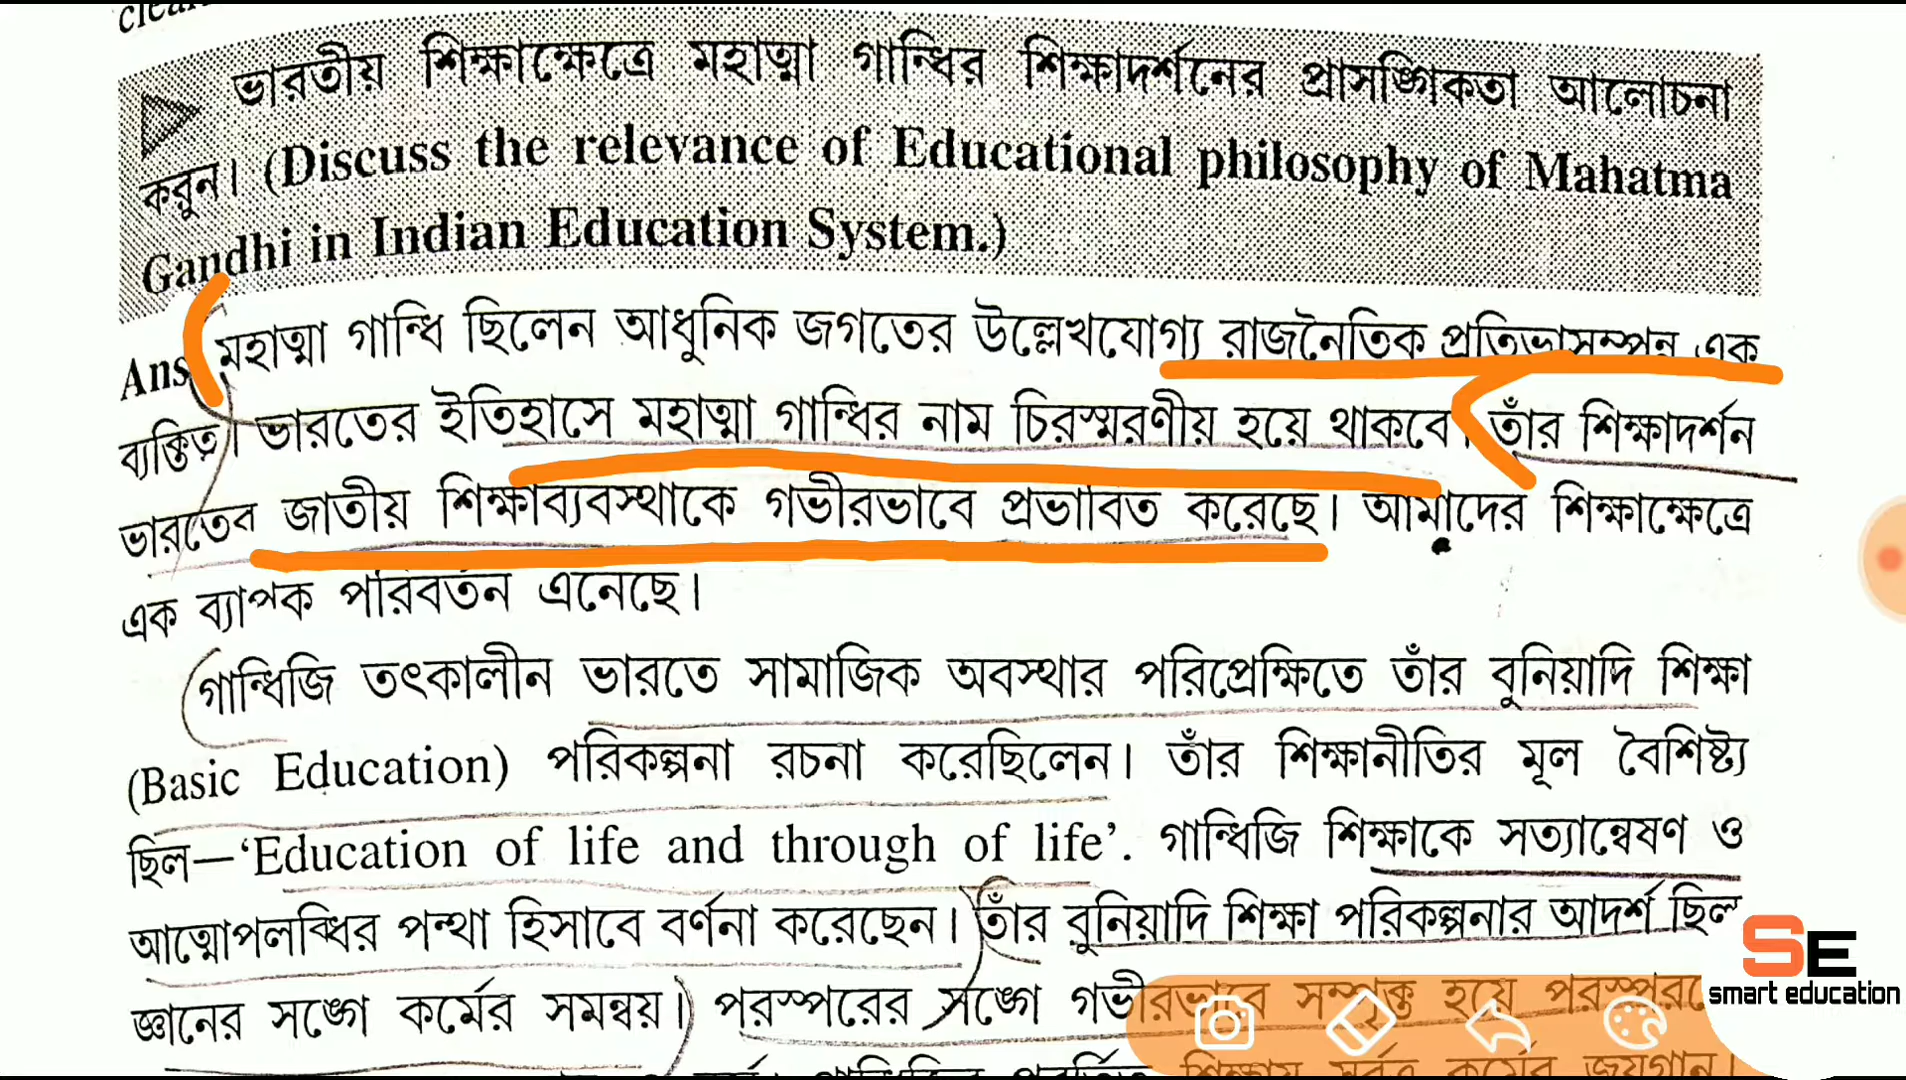 ভারতীয় শিক্ষাক্ষেত্রে মহাত্মা গান্ধির শিক্ষাদর্শনের প্রাসঙ্গিকতা আলোচনা
করুন। (Discuss the relevance of Educational philosophy of Mahatma
Gandhi in Indian Education System.)
Ans মহাত্মা গান্ধি ছিলেন আধুনিক জগতের উল্লেখযোগ্য রাজনৈতিক প্রতিভাসম্পন্ন এক
ব্যক্তিত্ব। ভারতের ইতিহাসে মহাত্মা গান্ধির নাম চিরস্মরণীয় হয়ে থাকবে। তাঁর শিক্ষাদর্শন
ভারতের জাতীয় শিক্ষাব্যবস্থাকে গভীরভাবে প্রভাবিত করেছে। আমাদের শিক্ষাক্ষেত্রে
এক ব্যাপক পরিবর্তন এনেছে।
গান্ধিজি তৎকালীন ভারতে সামাজিক অবস্থার পরিপ্রেক্ষিতে তাঁর বুনিয়াদি শিক্ষা
(Basic Education) পরিকল্পনা রচনা করেছিলেন। তাঁর শিক্ষানীতির মূল বৈশিষ্ট্য
ছিল—‘Education of life and through of life’. গান্ধিজি শিক্ষাকে সত্যান্বেষণ ও
আত্মোপলব্ধির পন্থা হিসাবে বর্ণনা করেছেন। তাঁর বুনিয়াদি শিক্ষা পরিকল্পনার আদর্শ ছিল
জ্ঞানের সঙ্গে কর্মের সমন্বয়। পরস্পরের সঙ্গে গভীরভাবে সম্পৃক্ত হয়ে
শিক্ষায় সর্বত্র কর্মের জয়গান।
SE
smart education